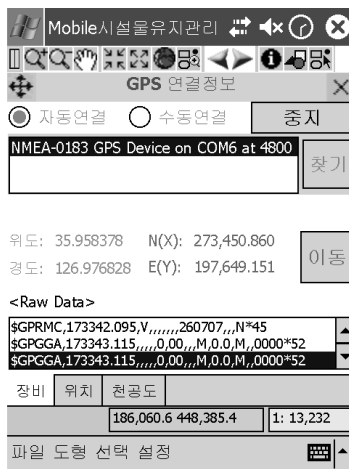 Mobile시설물유지관리
GPS 연결정보
자동연결 수동연결 중지
NMEA-0183 GPS Device on COM6 at 4800
찾기
위도: 35.958378 N(X): 273,450.860
경도: 126.976828 E(Y): 197,649.151
이동
<Raw Data>
$GPRMC,173342.095,V,,,,,,,260707,,,N*45
$GPGGA,173343.115,,,,,0,00,,,M,0.0,M,,0000*52
$GPGGA,173343.115,,,,,0,00,,,M,0.0,M,,0000*52
장비 위치 천공도
186,060.6 448,385.4 1: 13,232
파일 도형 선택 설정